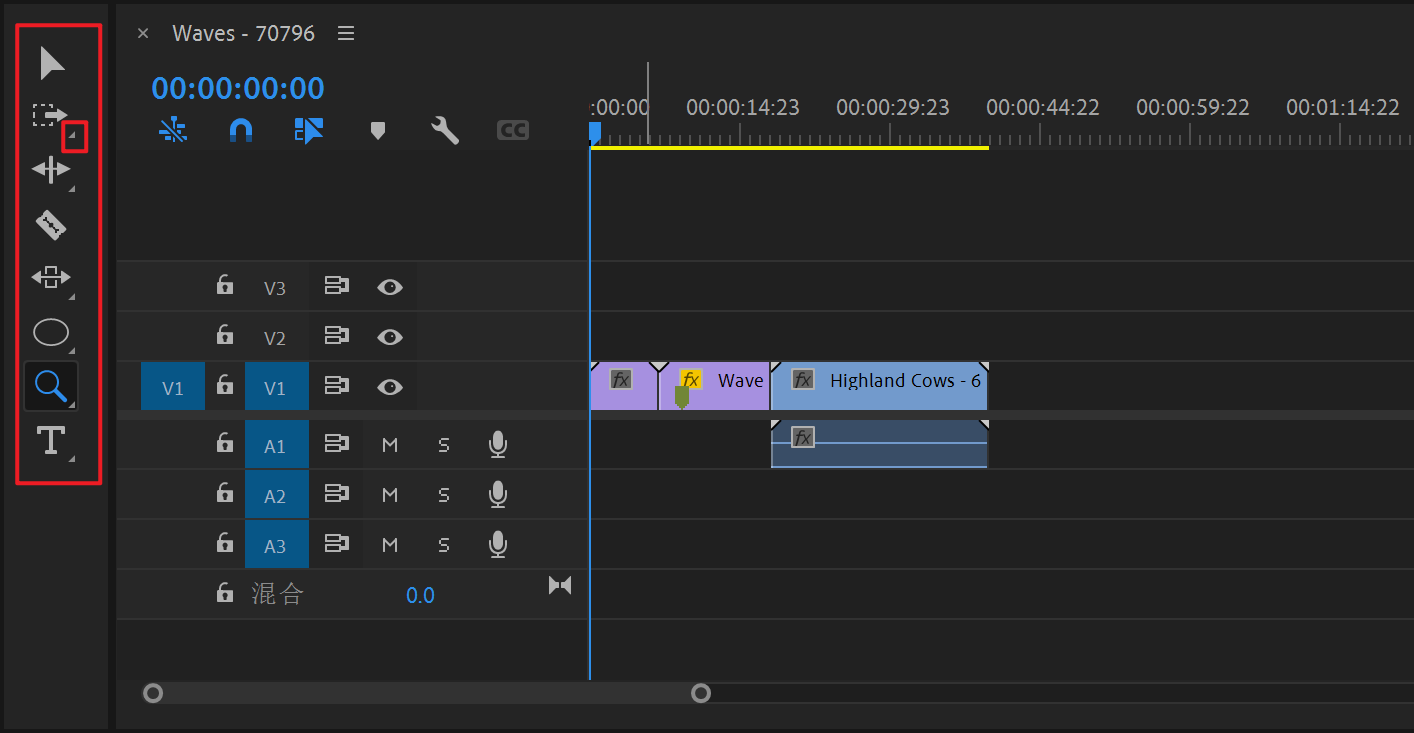 Waves - 70796
00:00:00:00
:00:00 00:00:14:23 00:00:29:23 00:00:44:22 00:00:59:22 00:01:14:22
CC
V3
V2
V1 V1 fx fx Wave fx Highland Cows - 6
A1 M S fx
A2 M S
A3 M S
混合 0.0
T